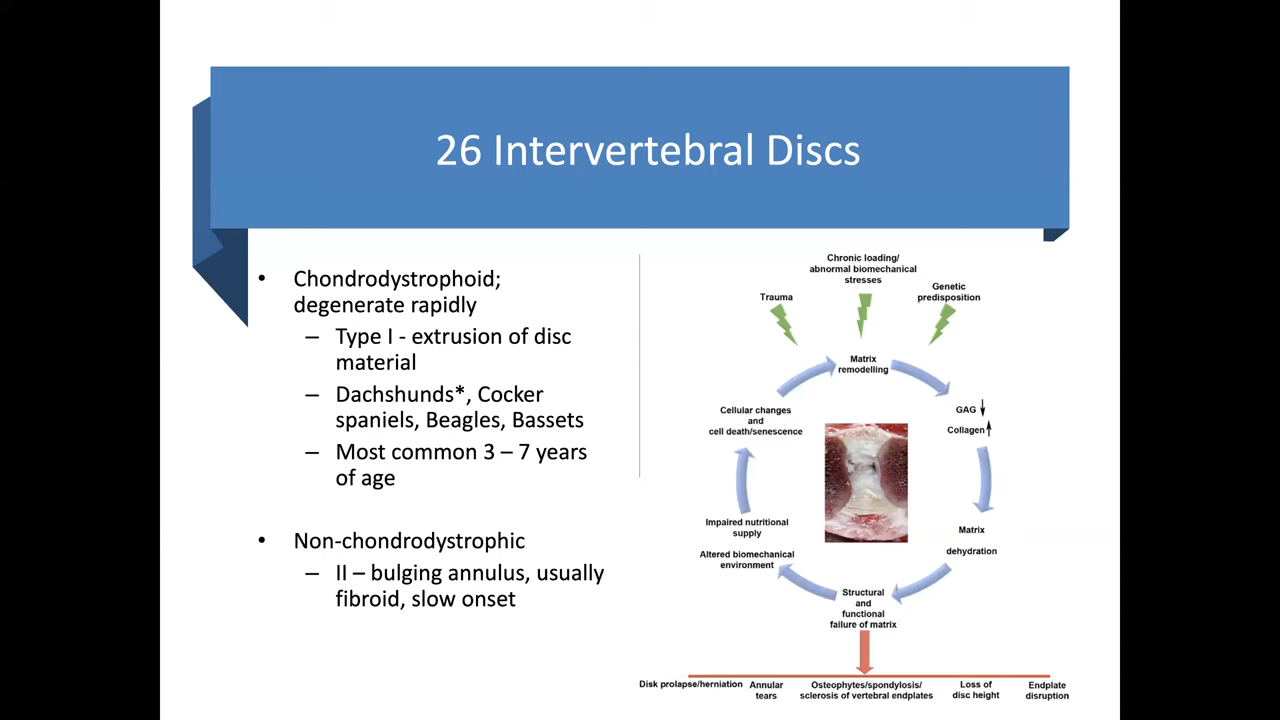 26 Intervertebral Discs
• Chondrodystrophoid;
degenerate rapidly
– Type I - extrusion of disc
material
– Dachshunds*, Cocker
spaniels, Beagles, Bassets
– Most common 3 – 7 years
of age
• Non-chondrodystrophic
– II – bulging annulus, usually
fibroid, slow onset
Chronic loading/
abnormal biomechanical
stresses
Trauma
Genetic
predisposition
Matrix
remodelling
GAG ↓
Collagen ↑
Matrix
dehydration
Structural
and
functional
failure of matrix
Impaired nutritional
supply
Altered biomechanical
environment
Cellular changes
and
cell death/senescence
Disk prolapse/herniation
Annular
tears
Osteophytes/spondylosis/
sclerosis of vertebral endplates
Loss of
disc height
Endplate
disruption